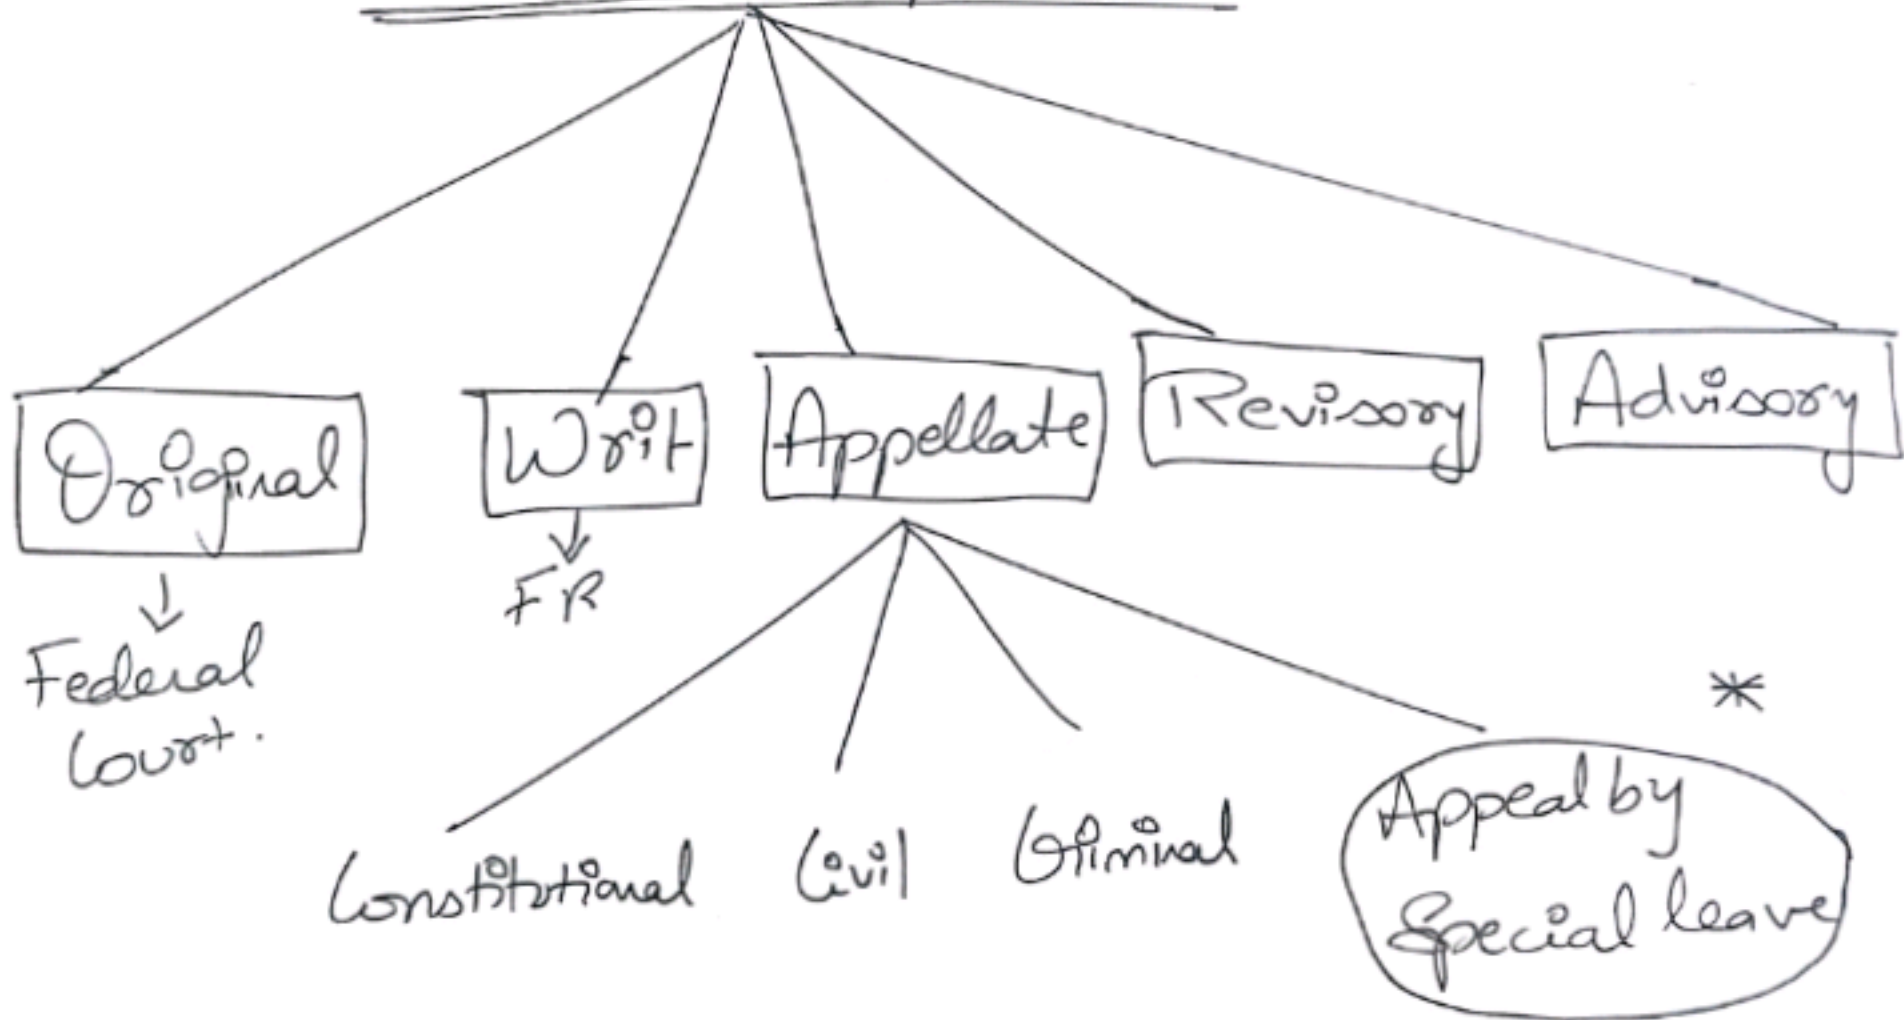 Original
Writ
Appellate
Revisory
Advisory
FR
Federal
Court.
*
Constitutional
Civil
Criminal
Appeal by
Special leave